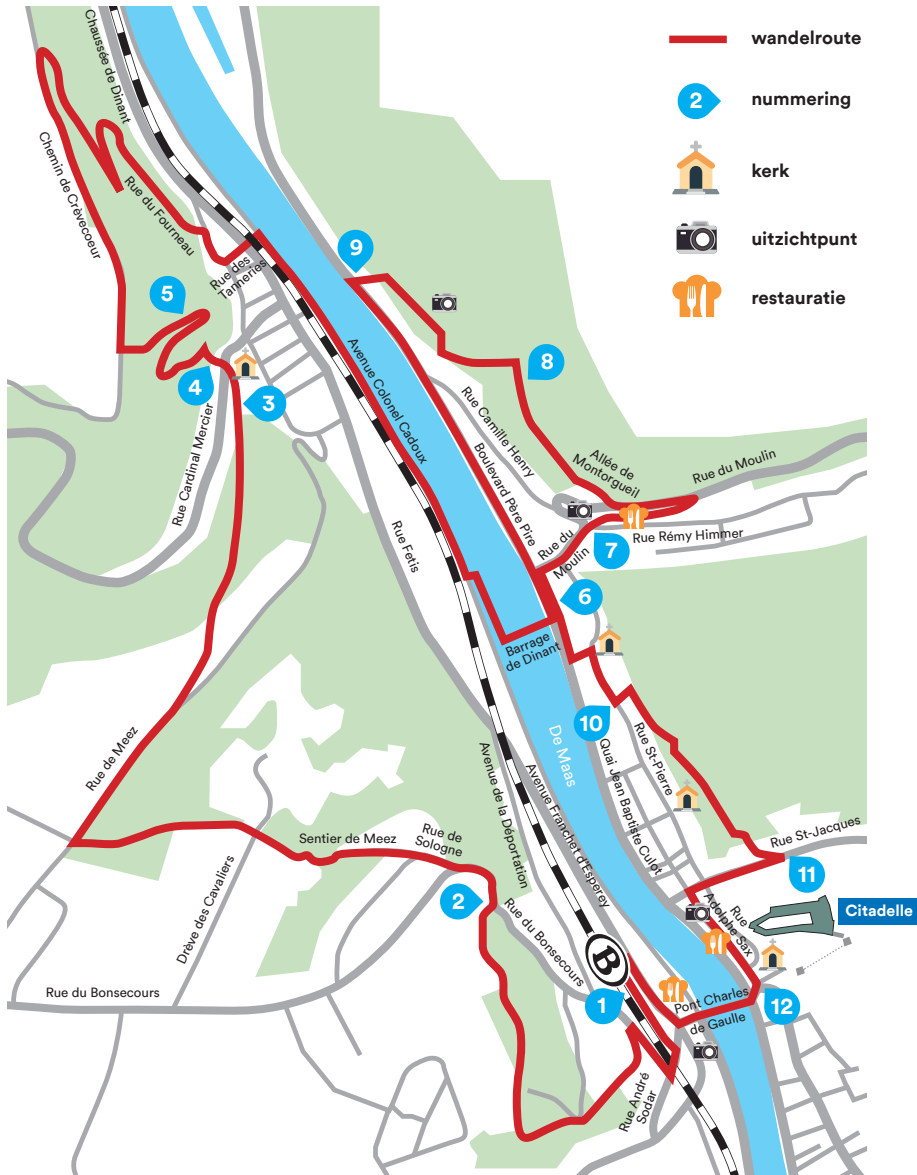 wandelroute
2
nummering
kerk
uitzichtpunt
restauratie
Chaussée de Dinant
Chemin de Crèvecoeur
Rue du Fourneau
Rue des
Tanneries
9
5
8
4
3
Avenue Colonel Cadoux
Rue Camille Henry
Boulevard Père Pire
Allée de
Montorgueil
Rue du Moulin
Rue Cardinal Mercier
Rue Fetis
Rue du
Moulin
7
Rue Rémy Himmer
6
Barrage
de Dinant
10
De Maas
Rue de Meez
Quai Jean Baptiste Culot
Rue St-Pierre
Avenue de la Déportation
Avenue Franchet d'Esperey
Sentier de Meez
Rue de
Sologne
Rue St-Jacques
11
2
Drève des Cavaliers
Rue
Adolphe Sax
Citadelle
Rue du Bonsecours
B
Rue du Bonsecours
1
Pont Charles
de Gaulle
12
Rue André
Sodar